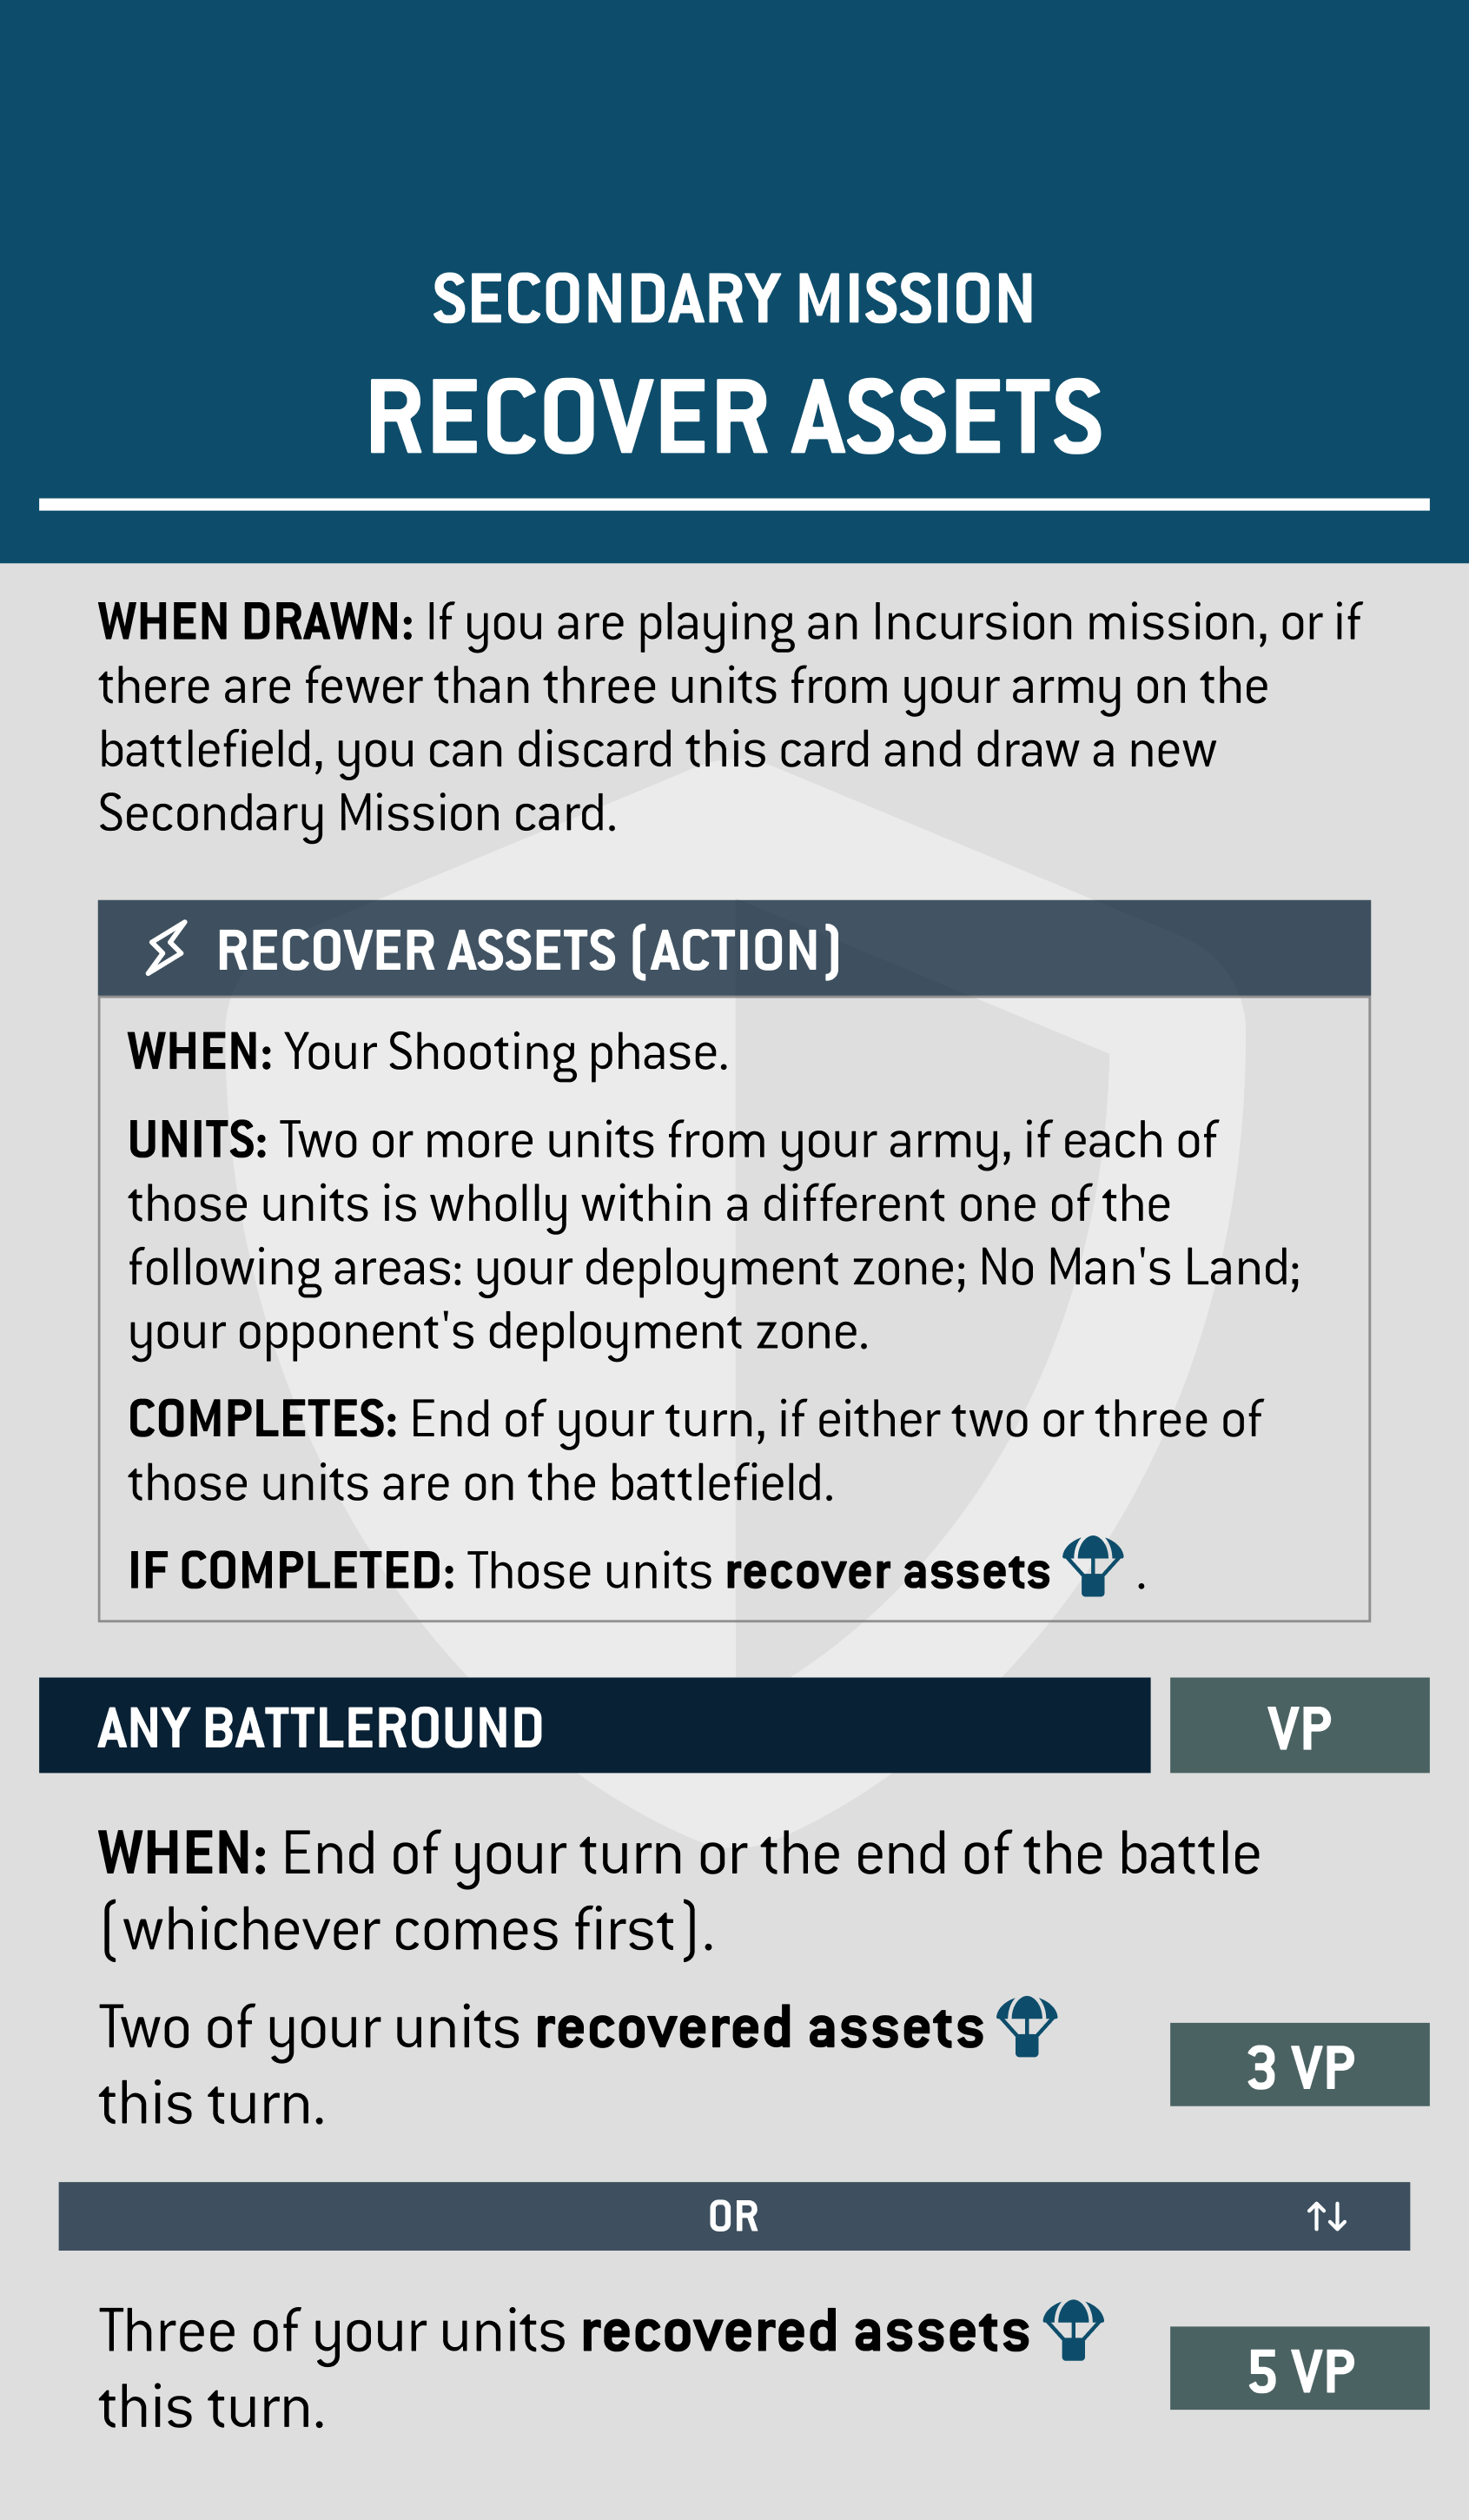 SECONDARY MISSION
RECOVER ASSETS
WHEN DRAWN: If you are playing an Incursion mission, or if
there are fewer than three units from your army on the
battlefield, you can discard this card and draw a new
Secondary Mission card.
RECOVER ASSETS (ACTION)
WHEN: Your Shooting phase.
UNITS: Two or more units from your army, if each of
those units is wholly within a different one of the
following areas: your deployment zone; No Man's Land;
your opponent's deployment zone.
COMPLETES: End of your turn, if either two or three of
those units are on the battlefield.
IF COMPLETED: Those units recover assets .
ANY BATTLEROUND VP
WHEN: End of your turn or the end of the battle
(whichever comes first).
Two of your units recovered assets
this turn.
3 VP
OR
Three of your units recovered assets
this turn.
5 VP